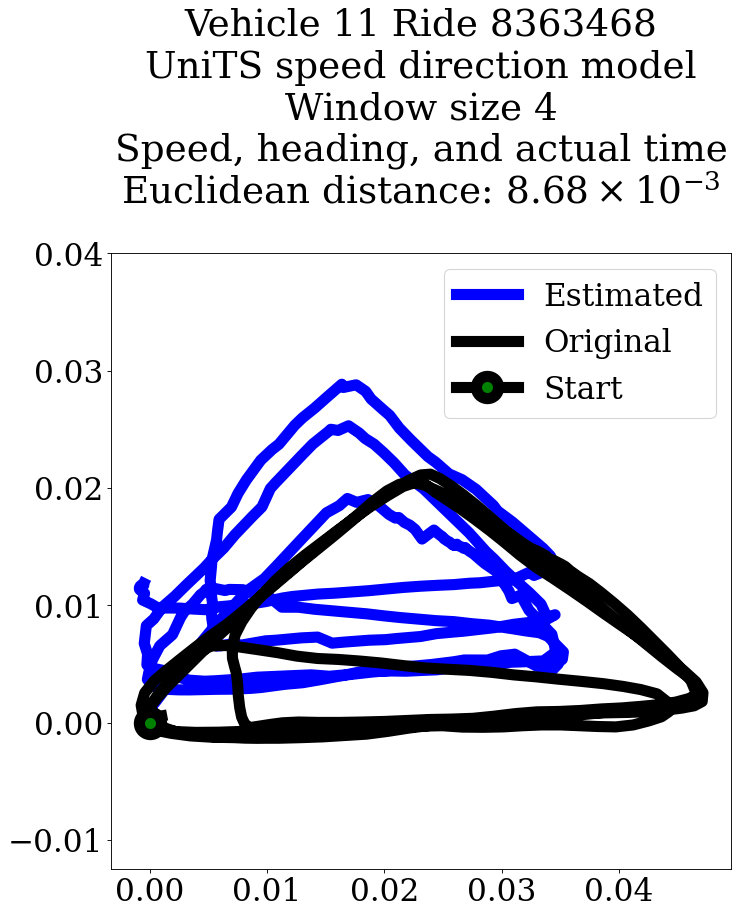 Vehicle 11 Ride 8363468
UniTS speed direction model
Window size 4
Speed, heading, and actual time
Euclidean distance: 8.68 × 10⁻³
0.04
Estimated
Original
Start
0.03
0.02
0.01
0.00
−0.01
0.00 0.01 0.02 0.03 0.04